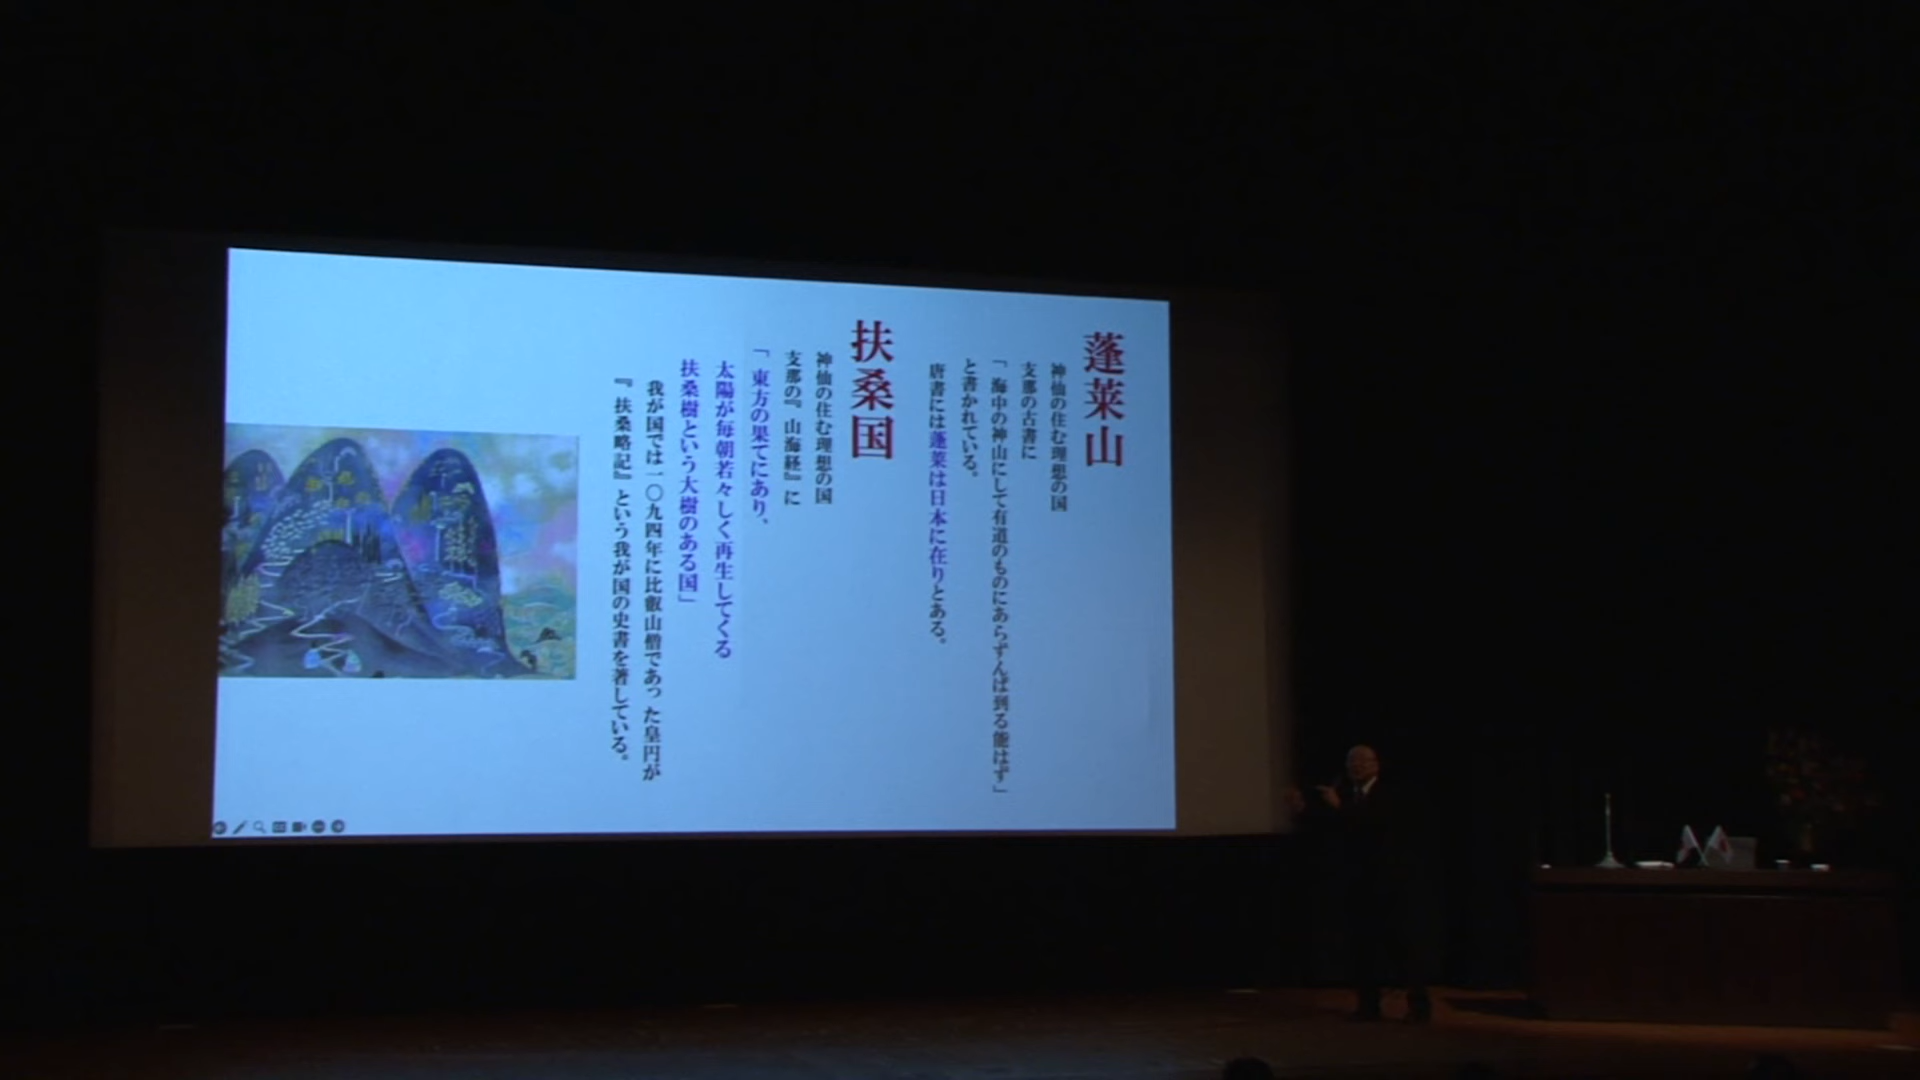 蓬莱山
神仙の住む理想の国
支那の古書に
「海中の神山にして有道のものにあらずんば到る能はず」
と書かれている。
唐書には蓬莱は日本に在りとある。
扶桑国
神仙の住む理想の国
支那の『山海経』に
「東方の果てにあり、
太陽が毎朝若々しく再生してくる
扶桑樹という大樹のある国」
我が国では一〇九四年に比叡山僧であった皇円が
『扶桑略記』という我が国の史書を著している。